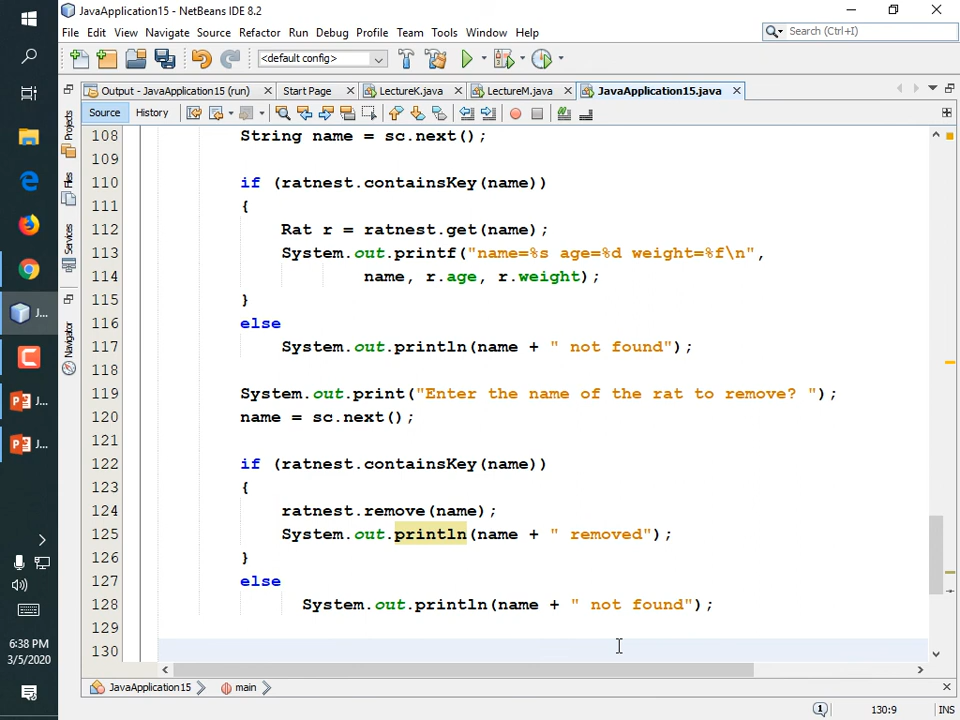 JavaApplication15 - NetBeans IDE 8.2
File Edit View Navigate Source Refactor Run Debug Profile Team Tools Window Help
Search (Ctrl+I)
<default config>
Output - JavaApplication15 (run) Start Page LectureK.java LectureM.java JavaApplication15.java
Source History
Projects
Files
Services
Navigator
108 String name = sc.next();
109
110 if (ratnest.containsKey(name))
111 {
112 Rat r = ratnest.get(name);
113 System.out.printf("name=%s age=%d weight=%f\n",
114 name, r.age, r.weight);
115 }
116 else
117 System.out.println(name + " not found");
118
119 System.out.print("Enter the name of the rat to remove? ");
120 name = sc.next();
121
122 if (ratnest.containsKey(name))
123 {
124 ratnest.remove(name);
125 System.out.println(name + " removed");
126 }
127 else
128 System.out.println(name + " not found");
129
130
J...
J...
J...
6:38 PM
3/5/2020
JavaApplication15 main
1 130:9 INS